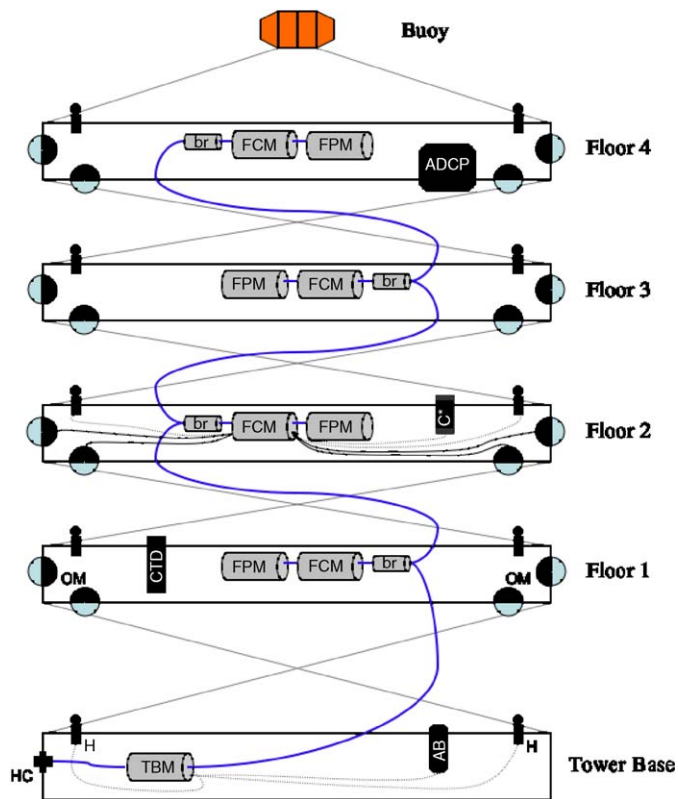 Buoy
br FCM FPM ADCP Floor 4
FPM FCM br Floor 3
br FCM FPM C* Floor 2
OM CTD FPM FCM br OM Floor 1
HC H TBM AB H Tower Base